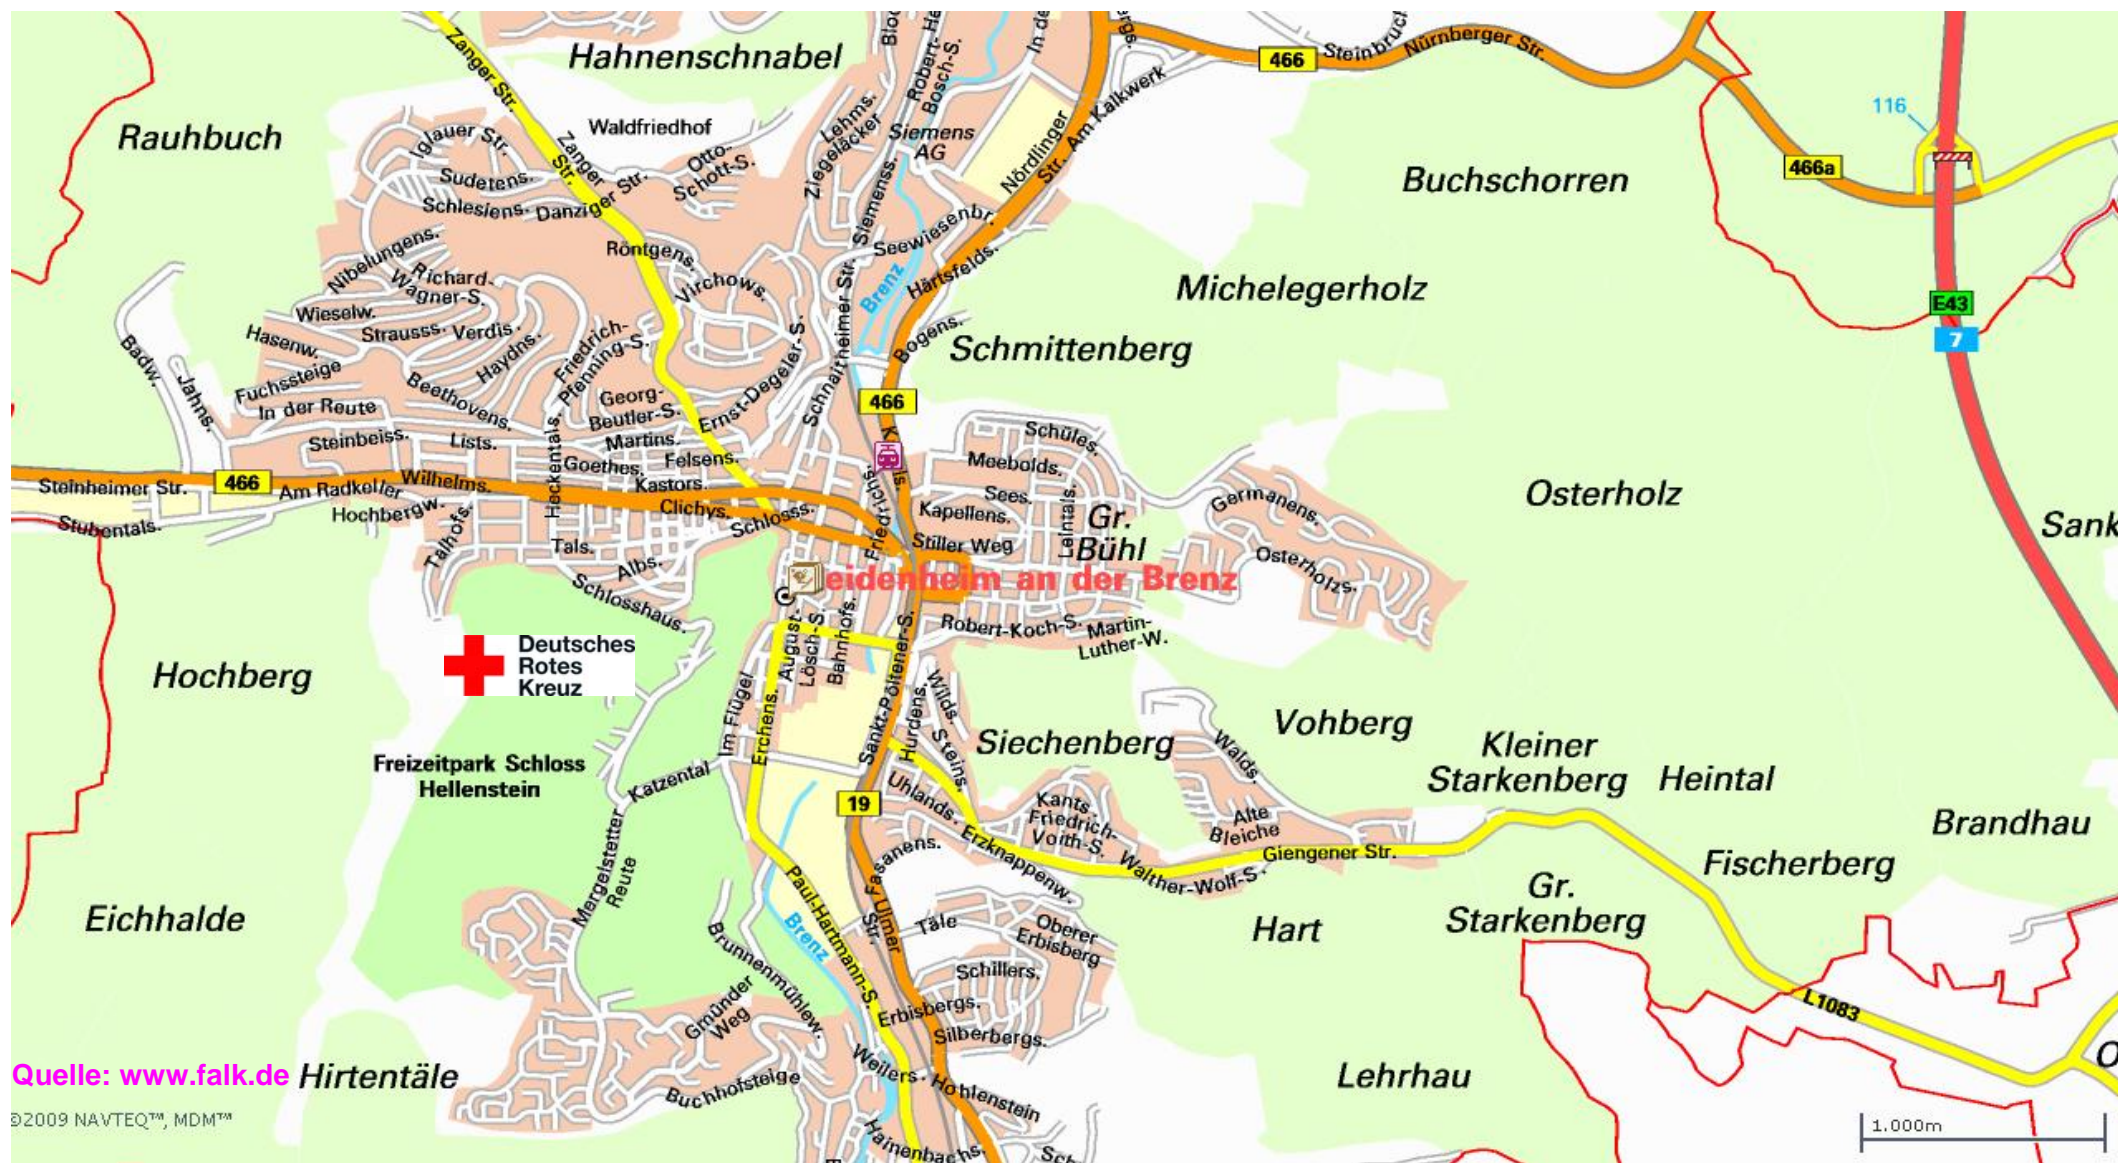 Hahnenschnabel
Rauhbuch
Waldfriedhof
Zanger Str.
Zanger
Str.
Iglauer Str.
Sudetens.
Schlesiens.
Danziger Str.
Otto-
Schott-S.
Lehms.
Ziegeläcker
Siemens
AG
Robert-
Bosch-S.
Siemenss.
Nördlinger
Str.
Am Kalkwerk
466
Nürnberger Str.
116
466a
Buchschorren
Röntgens.
Virchows.
Seewiesenbr.
Härtsfelds.
Brenz
Bogens.
Schnaitheimer Str.
Michelegerholz
Schmittenberg
E43
7
Nibelungens.
Richard-
Wagner-S.
Wieselw.
Strausss.
Verdis.
Haydns.
Friedrich-
Pfenning-S.
Hasenw.
Fuchssteige
Badw.
Jahns.
In der Reute
Beethovens.
Georg-
Beutler-S.
Ernst-Degeler-S.
Steinbeiss.
Lists.
Heckentals.
Martins.
Goethes.
Felsens.
Kastors.
466
466
Steinheimer Str.
Am Radkeller
Wilhelms.
Hochbergw.
Stubentals.
Talhofs.
Clichys.
Schlosss.
Friedrichs.
Tals.
Albs.
Schlosshaus.
Schüles.
Meebolds.
Sees.
Kapellens.
Leintals.
Stiller Weg
Gr.
Bühl
Germanens.
Osterholzs.
Osterholz
Sank
eidenheim an der Brenz
Robert-Koch-S.
Martin-
Luther-W.
Deutsches
Rotes
Kreuz
Hochberg
August-
Lösch-S.
Bahnhofs.
Im Flügel
Erchens.
Sankt-Pöltener-S.
Hurdens.
Wilds.
Steins.
Siechenberg
Vohberg
Walds.
Kleiner
Starkenberg
Heintal
Brandhau
Freizeitpark Schloss
Hellenstein
Katzental
19
Uhlands.
Erzknappenw.
Kants.
Friedrich-
Voith-S.
Alte
Bleiche
Walther-Wolf-S.
Giengener Str.
Fischerberg
Gr.
Starkenberg
Mergelstetter
Reute
Fasanens.
Paul-Hartmann-S.
Ulmer
Str.
Täle
Oberer
Erbisberg
Hart
Eichhalde
Brenz
Brunnenmühlew.
Schillers.
Gmünder
Weg
Erbisbergs.
Silberbergs.
L1083
Quelle: www.falk.de
Hirtentäle
Buchhofsteige
Weilers.
Hohlenstein
Hainenbachs.
Lehrhau
©2009 NAVTEQ™, MDM™
1.000m